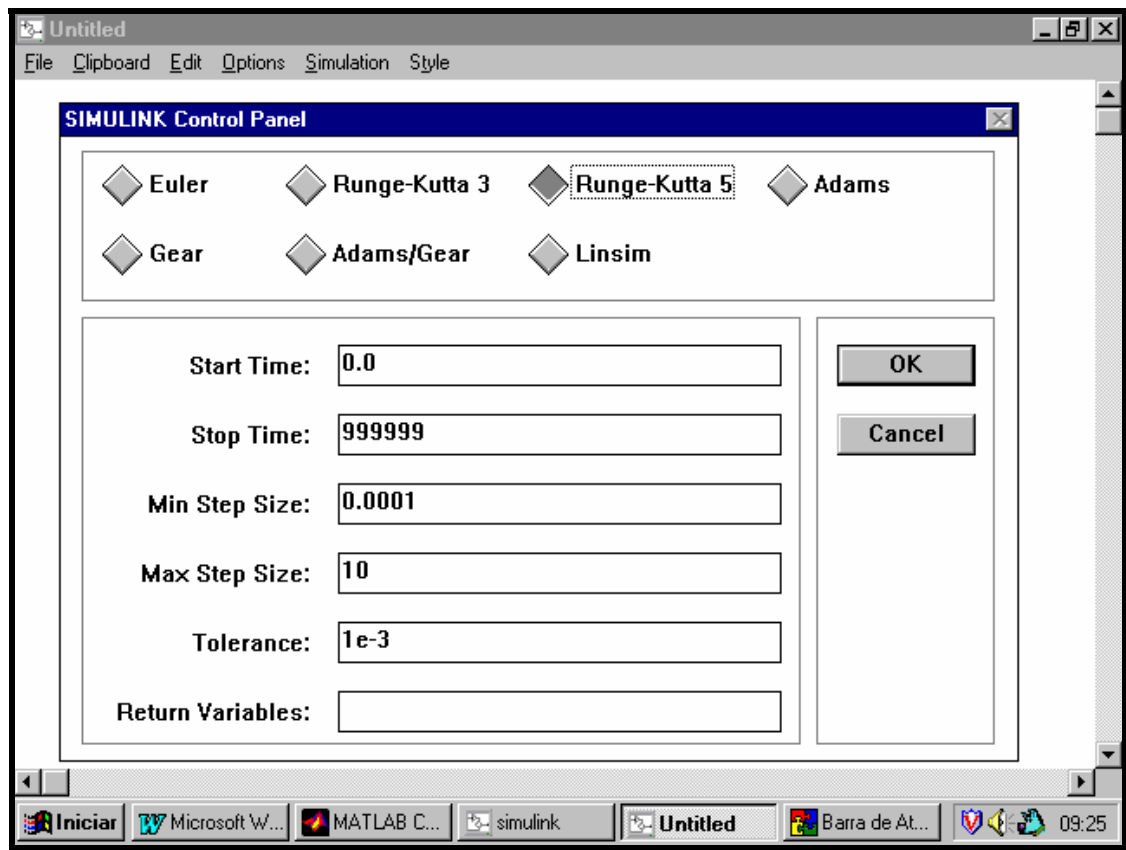 Untitled
File Clipboard Edit Options Simulation Style
SIMULINK Control Panel
Euler Runge-Kutta 3 Runge-Kutta 5 Adams
Gear Adams/Gear Linsim
Start Time: 0.0 OK
Stop Time: 999999 Cancel
Min Step Size: 0.0001
Max Step Size: 10
Tolerance: 1e-3
Return Variables:
Iniciar Microsoft W... MATLAB C... simulink Untitled Barra de At... 09:25